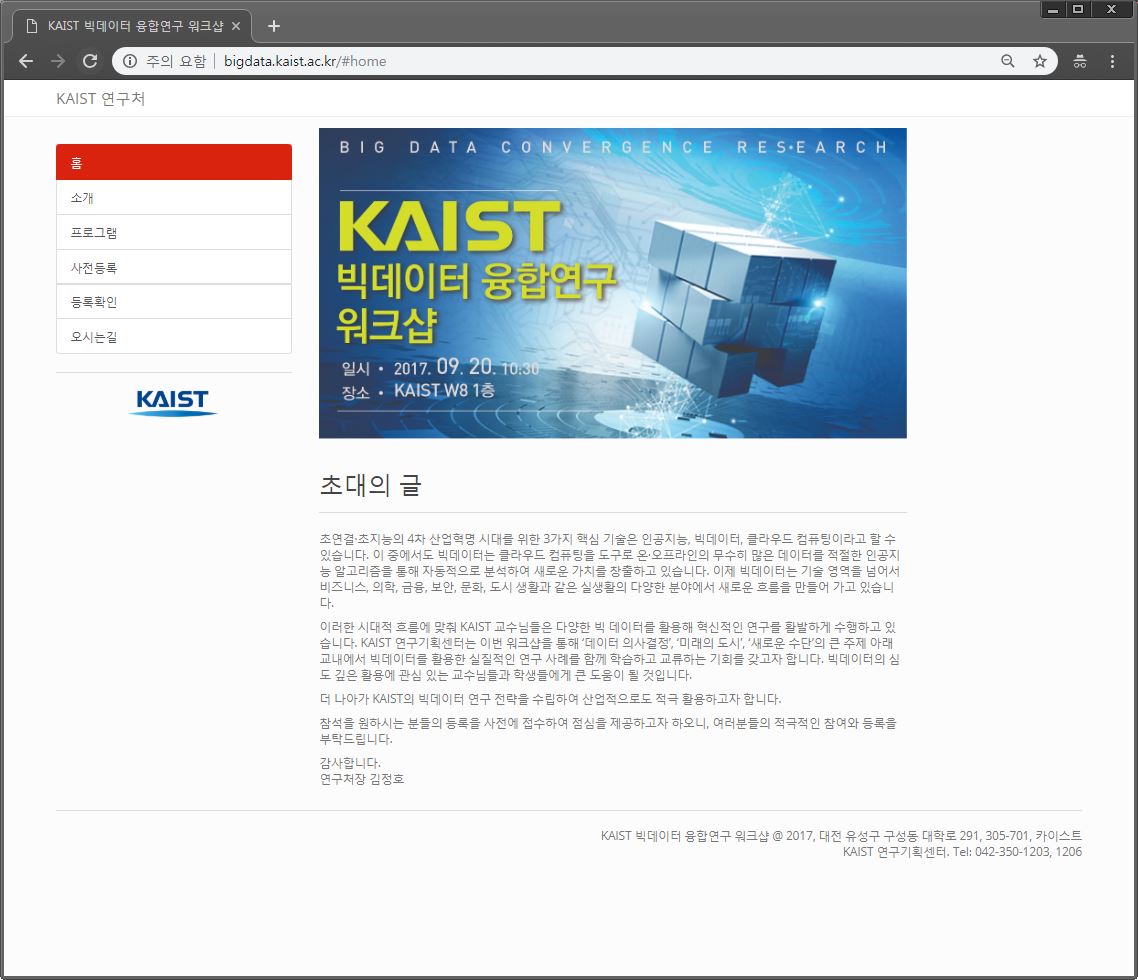 KAIST 빅데이터 융합연구 워크샵
주의 요함
bigdata.kaist.ac.kr/#home
KAIST 연구처
홈
소개
프로그램
사전등록
등록확인
오시는길
KAIST
BIG DATA CONVERGENCE RES·EARCH
KAIST
빅데이터 융합연구
워크샵
일시 • 2017. 09. 20. 10:30
장소 • KAIST W8 1층
초대의 글
초연결·초지능의 4차 산업혁명 시대를 위한 3가지 핵심 기술은 인공지능, 빅데이터, 클라우드 컴퓨팅이라고 할 수
있습니다. 이 중에서도 빅데이터는 클라우드 컴퓨팅을 도구로 온·오프라인의 무수히 많은 데이터를 적절한 인공지
능 알고리즘을 통해 자동적으로 분석하여 새로운 가치를 창출하고 있습니다. 이제 빅데이터는 기술 영역을 넘어서
비즈니스, 의학, 금융, 보안, 문화, 도시 생활과 같은 실생활의 다양한 분야에서 새로운 흐름을 만들어 가고 있습니
다.
이러한 시대적 흐름에 맞춰 KAIST 교수님들은 다양한 빅 데이터를 활용해 혁신적인 연구를 활발하게 수행하고 있
습니다. KAIST 연구기획센터는 이번 워크샵을 통해 ‘데이터 의사결정’, ‘미래의 도시’, ‘새로운 수단’의 큰 주제 아래
교내에서 빅데이터를 활용한 실질적인 연구 사례를 함께 학습하고 교류하는 기회를 갖고자 합니다. 빅데이터의 심
도 깊은 활용에 관심 있는 교수님들과 학생들에게 큰 도움이 될 것입니다.
더 나아가 KAIST의 빅데이터 연구 전략을 수립하여 산업적으로도 적극 활용하고자 합니다.
참석을 원하시는 분들의 등록을 사전에 접수하여 점심을 제공하고자 하오니, 여러분들의 적극적인 참여와 등록을
부탁드립니다.
감사합니다.
연구처장 김정호
KAIST 빅데이터 융합연구 워크샵 @ 2017, 대전 유성구 구성동 대학로 291, 305-701, 카이스트
KAIST 연구기획센터. Tel: 042-350-1203, 1206